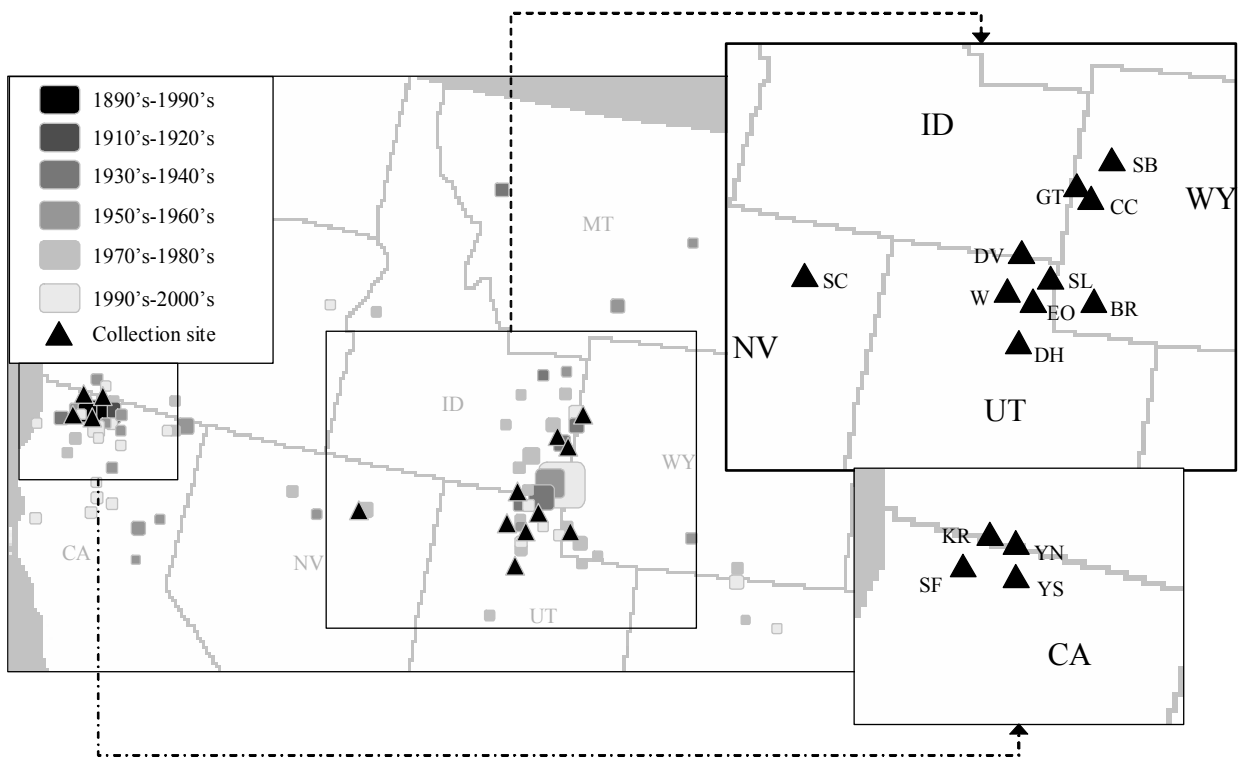 1890's-1990's
1910's-1920's
1930's-1940's
1950's-1960's
1970's-1980's
1990's-2000's
Collection site
MT
ID
WY
CA
NV
UT
ID
SB
GT
CC
WY
DV
SC
SL
W
EO
BR
NV
DH
UT
KR
YN
SF
YS
CA